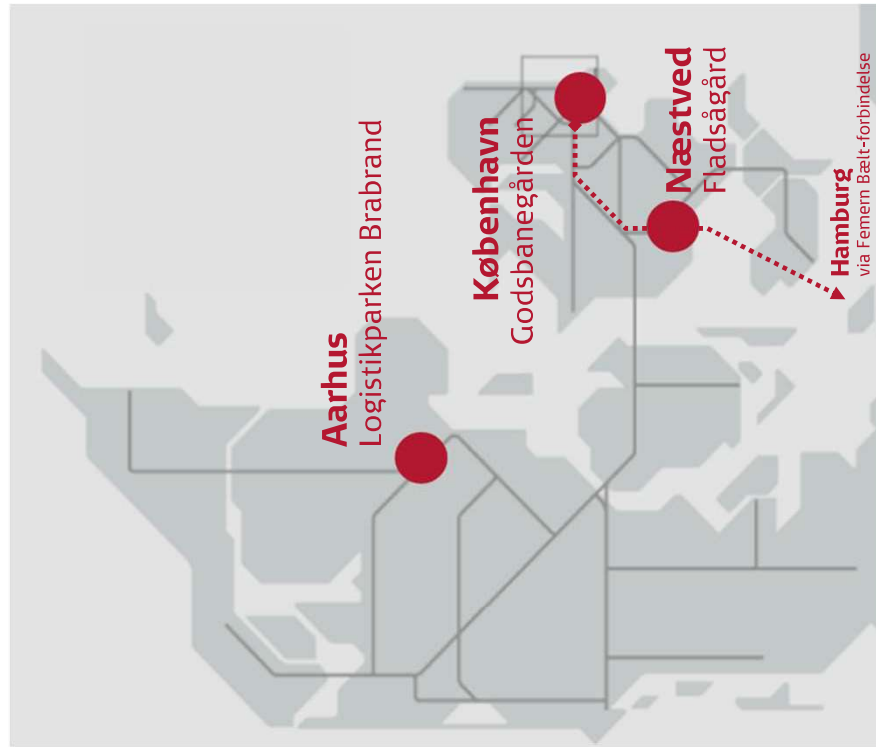 Aarhus
Logistikparken Brabrand
København
Godsbanegården
Næstved
Fladsågård
Hamburg
via Femern Bælt-forbindelse